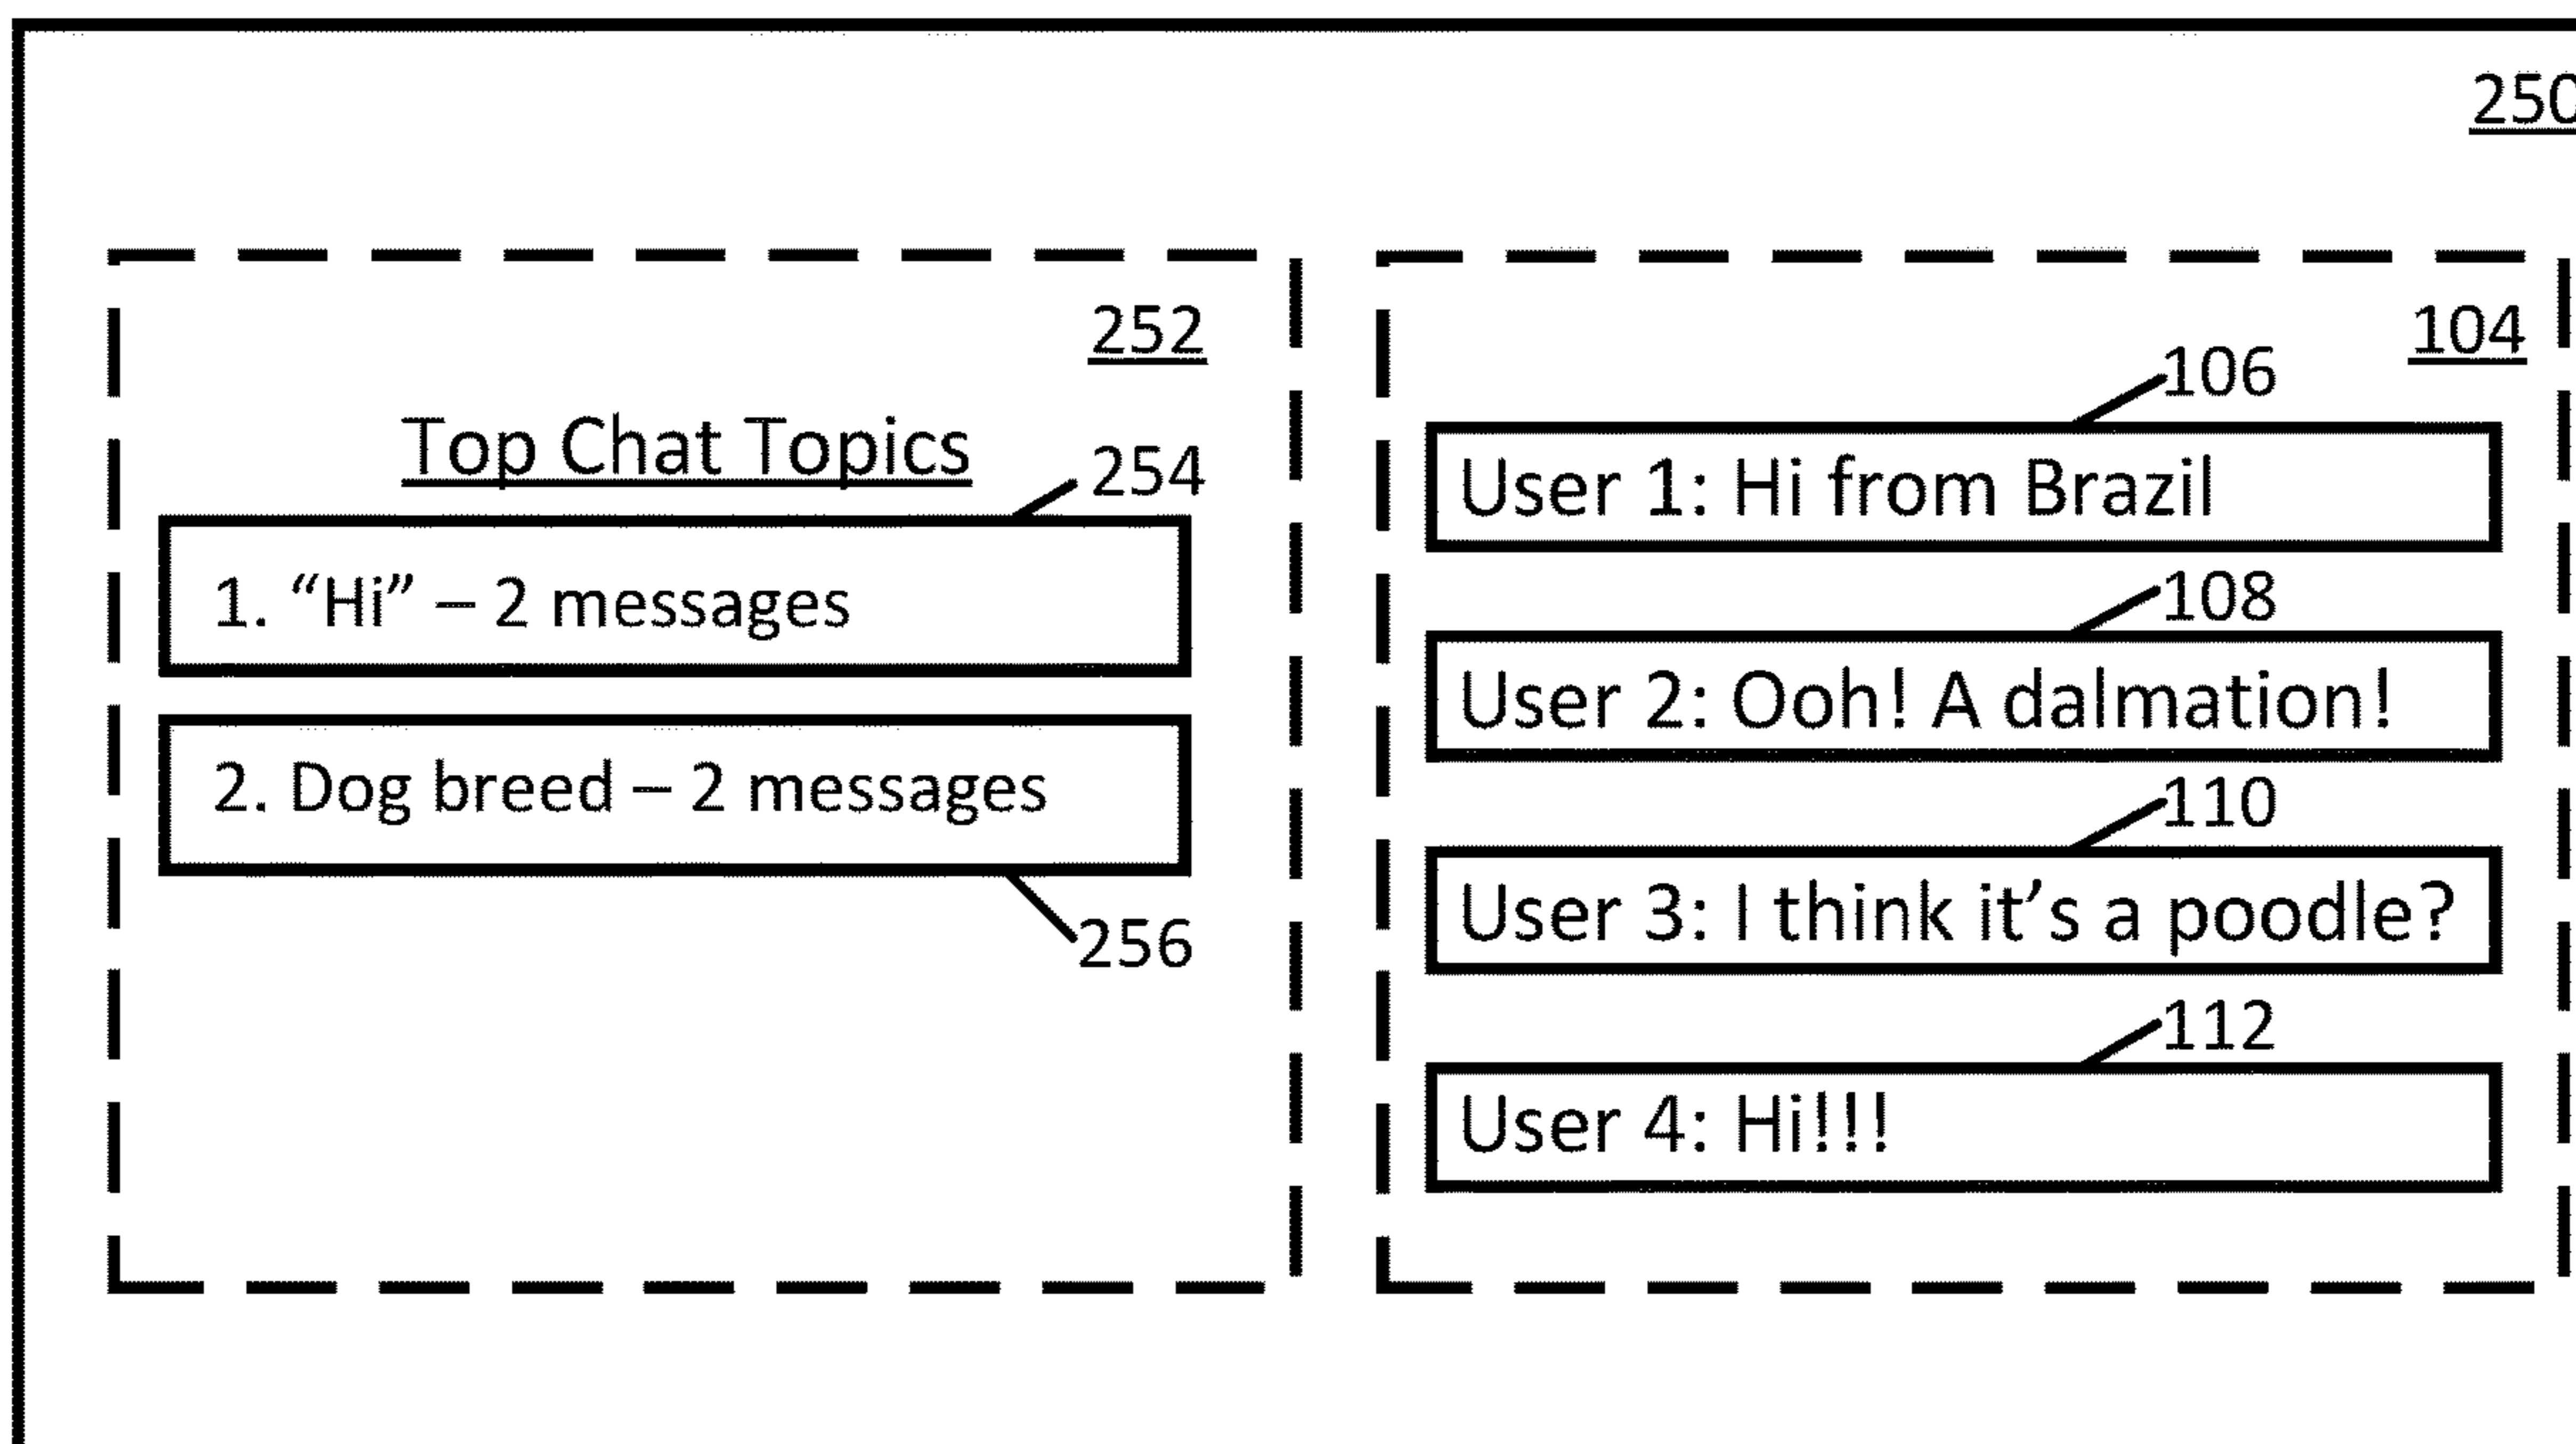 250
252
Top Chat Topics
254
1. “Hi” – 2 messages
2. Dog breed – 2 messages
256
104
106
User 1: Hi from Brazil
108
User 2: Ooh! A dalmation!
110
User 3: I think it’s a poodle?
112
User 4: Hi!!!